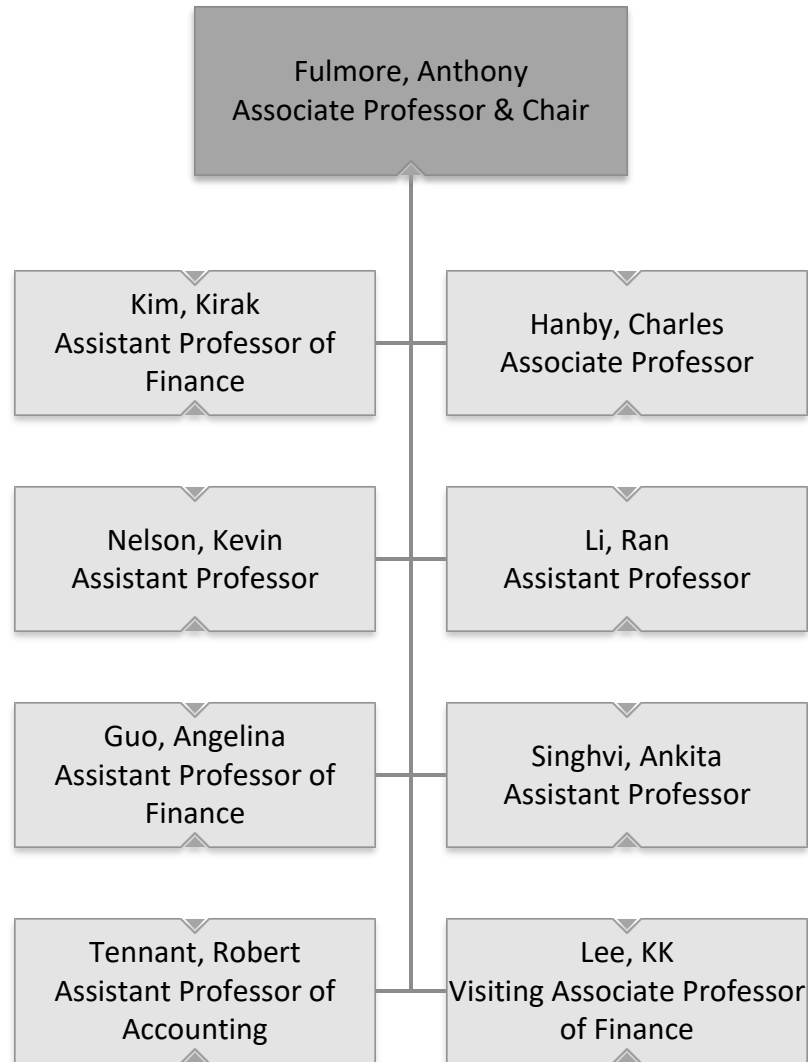 Fulmore, Anthony
Associate Professor & Chair
Kim, Kirak
Assistant Professor of
Finance
Hanby, Charles
Associate Professor
Nelson, Kevin
Assistant Professor
Li, Ran
Assistant Professor
Guo, Angelina
Assistant Professor of
Finance
Singhvi, Ankita
Assistant Professor
Tennant, Robert
Assistant Professor of
Accounting
Lee, KK
Visiting Associate Professor
of Finance